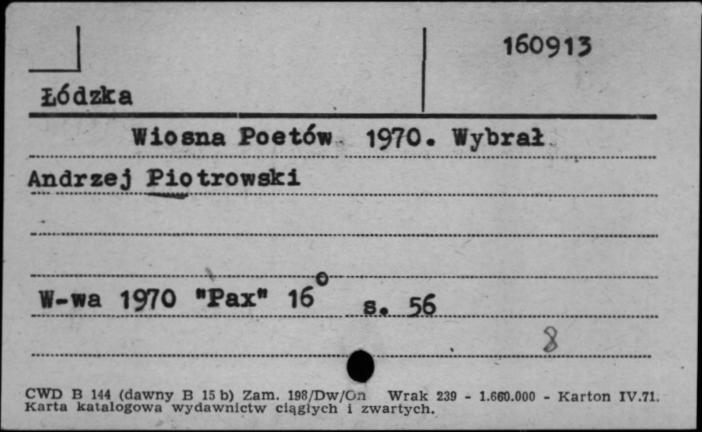 160913
Łódzka
Wiosna Poetów 1970. Wybrał
Andrzej Piotrowski
W-wa 1970 "Pax" 16° s. 56
8
CWD B 144 (dawny B 15 b) Zam. 198/Dw/On Wrak 239 - 1.660.000 - Karton IV.71.
Karta katalogowa wydawnictw ciągłych i zwartych.